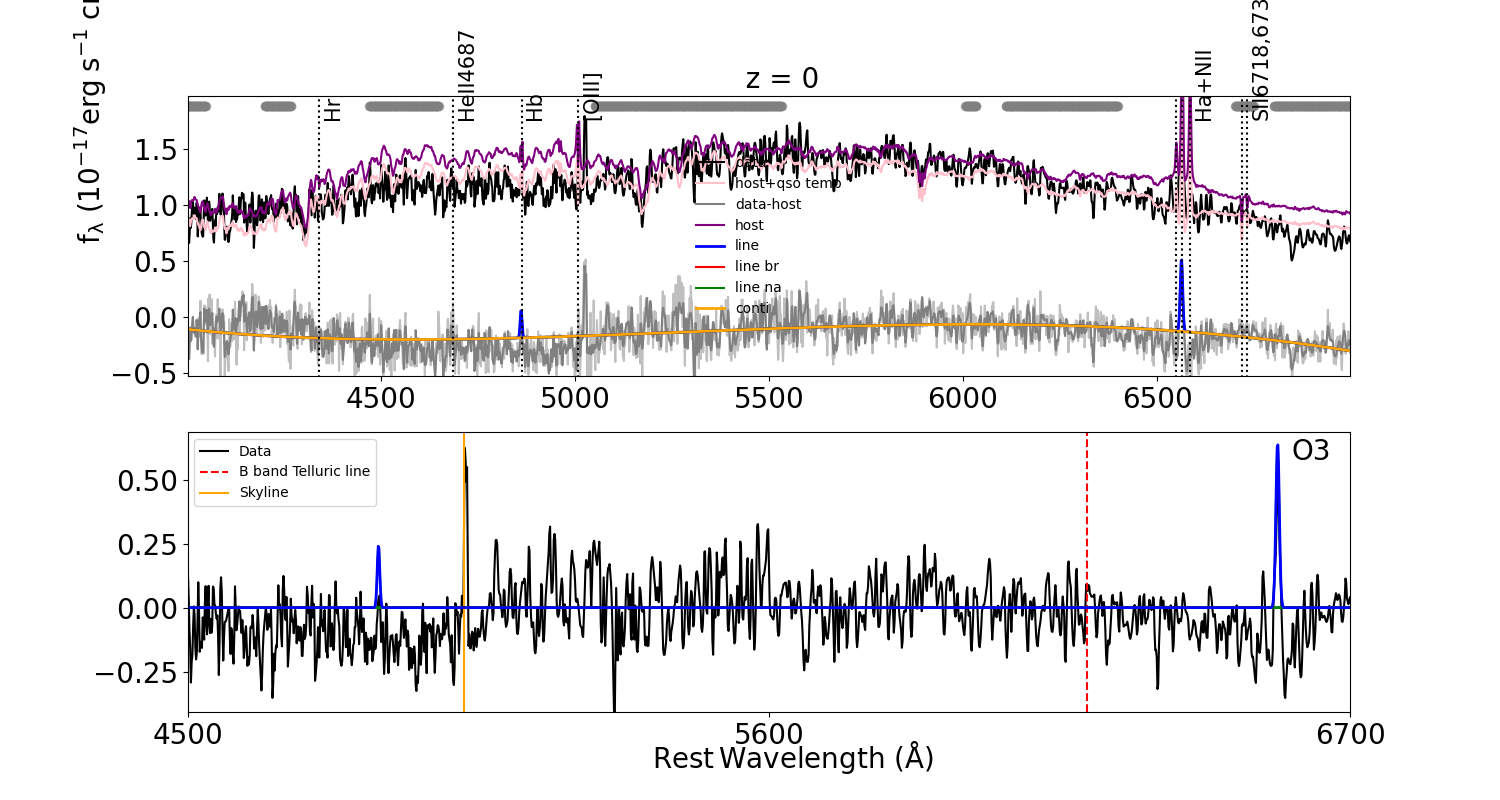 z = 0
Hr
HeII4687
Hb
[OIII]
Ha+NII
SII6718,673
fλ (10⁻¹⁷erg s⁻¹ c
1.5
1.0
0.5
0.0
−0.5
data
host+qso temp
data-host
host
line
line br
line na
conti
4500
5000
5500
6000
6500
Data
B band Telluric line
Skyline
O3
0.50
0.25
0.00
−0.25
4500
5600
6700
Rest Wavelength (Å)